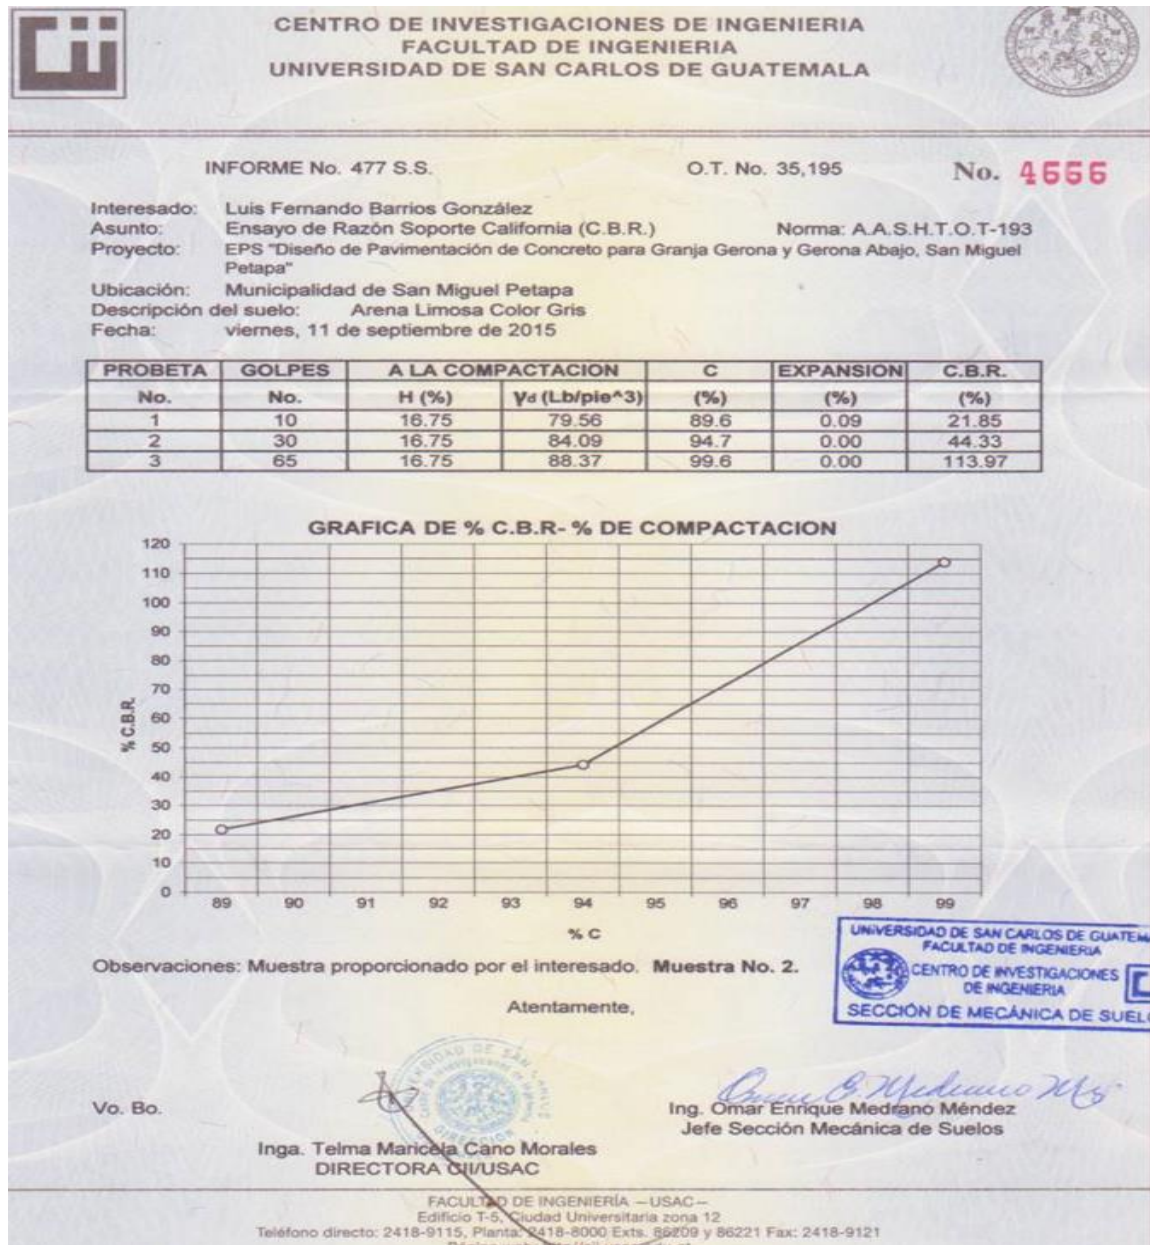 CENTRO DE INVESTIGACIONES DE INGENIERIA
FACULTAD DE INGENIERIA
UNIVERSIDAD DE SAN CARLOS DE GUATEMALA
INFORME No. 477 S.S. O.T. No. 35,195 No. 4666
Interesado: Luis Fernando Barrios González
Asunto: Ensayo de Razón Soporte California (C.B.R.) Norma: A.A.S.H.T.O.T-193
Proyecto: EPS "Diseño de Pavimentación de Concreto para Granja Gerona y Gerona Abajo, San Miguel
Petapa"
Ubicación: Municipalidad de San Miguel Petapa
Descripción del suelo: Arena Limosa Color Gris
Fecha: viernes, 11 de septiembre de 2015
PROBETA GOLPES A LA COMPACTACION C EXPANSION C.B.R.
No. No. H (%) γd (Lb/pie^3) (%) (%) (%)
1 10 16.75 79.56 89.6 0.09 21.85
2 30 16.75 84.09 94.7 0.00 44.33
3 65 16.75 88.37 99.6 0.00 113.97
GRAFICA DE % C.B.R- % DE COMPACTACION
120
110
100
90
80
70
60
50
40
30
20
10
0
% C.B.R.
89 90 91 92 93 94 95 96 97 98 99
% C
UNIVERSIDAD DE SAN CARLOS DE GUATEM
FACULTAD DE INGENIERIA
CENTRO DE INVESTIGACIONES
DE INGENIERIA
SECCIÓN DE MECÁNICA DE SUEL
Observaciones: Muestra proporcionado por el interesado. Muestra No. 2.
Atentamente,
Vo. Bo.
Ing. Omar Enrique Medrano Méndez
Jefe Sección Mecánica de Suelos
Inga. Telma Maricela Cano Morales
DIRECTORA CII/USAC
FACULTAD DE INGENIERÍA —USAC—
Edificio T-5, Ciudad Universitaria zona 12
Teléfono directo: 2418-9115, Planta: 2418-8000 Exts. 86209 y 86221 Fax: 2418-9121